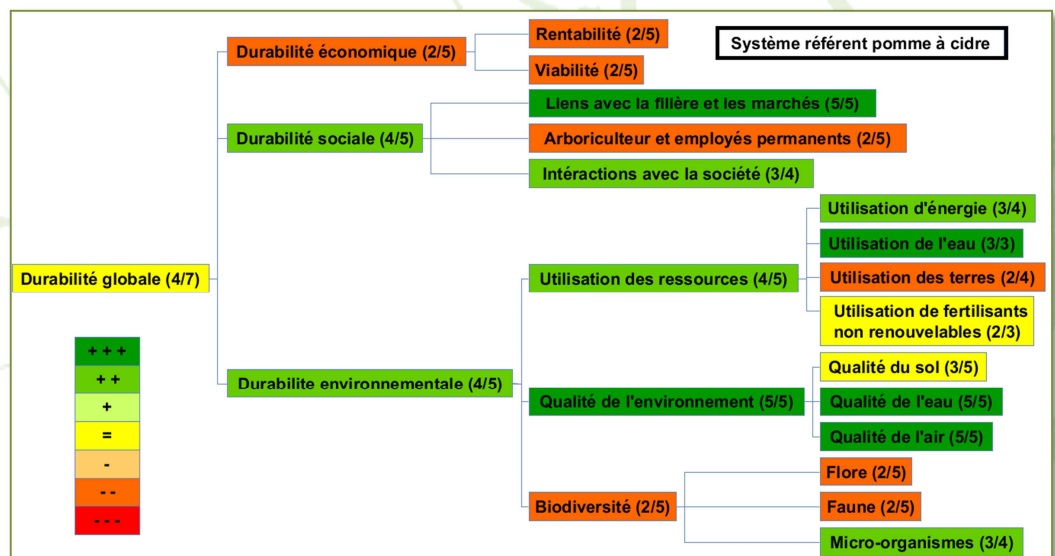 Système référent pomme à cidre
Durabilité globale (4/7)
Durabilité économique (2/5)
Rentabilité (2/5)
Viabilité (2/5)
Durabilité sociale (4/5)
Liens avec la filière et les marchés (5/5)
Arboriculteur et employés permanents (2/5)
Intéractions avec la société (3/4)
Durabilite environnementale (4/5)
Utilisation des ressources (4/5)
Utilisation d'énergie (3/4)
Utilisation de l'eau (3/3)
Utilisation des terres (2/4)
Utilisation de fertilisants
non renouvelables (2/3)
Qualité de l'environnement (5/5)
Qualité du sol (3/5)
Qualité de l'eau (5/5)
Qualité de l'air (5/5)
Biodiversité (2/5)
Flore (2/5)
Faune (2/5)
Micro-organismes (3/4)
+ + +
+ +
+
=
-
- -
- - -